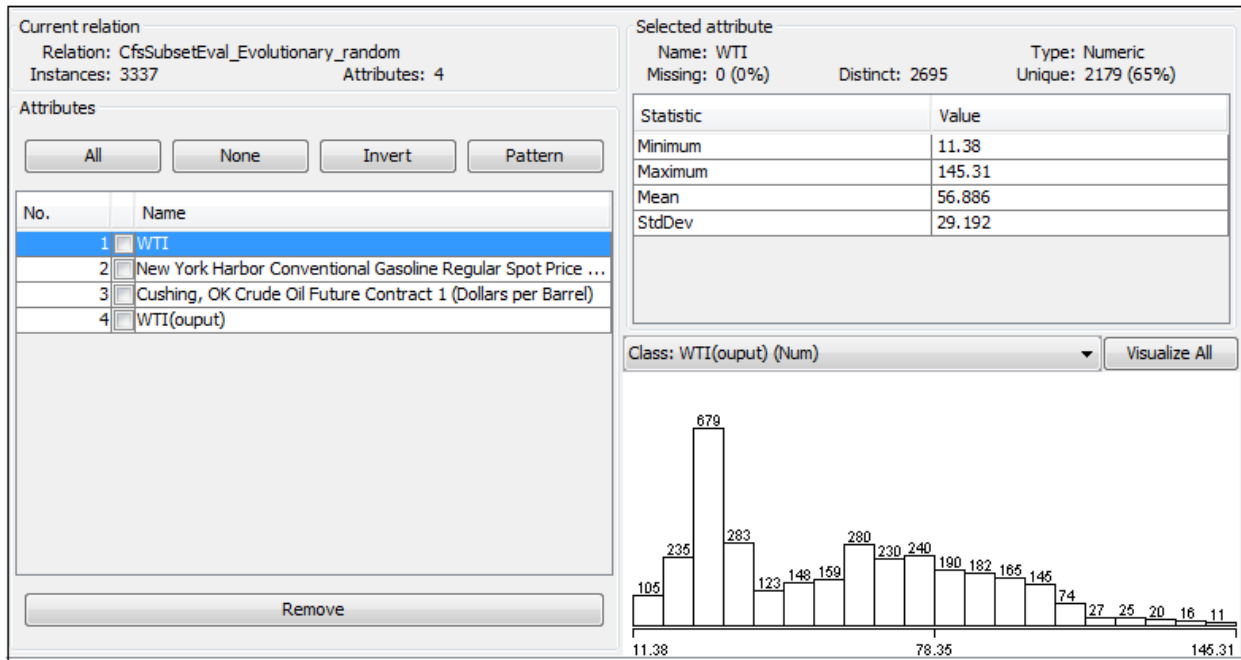 Current relation
Relation: CfsSubsetEval_Evolutionary_random
Instances: 3337 Attributes: 4
Attributes
All None Invert Pattern
No. Name
1 WTI
2 New York Harbor Conventional Gasoline Regular Spot Price ...
3 Cushing, OK Crude Oil Future Contract 1 (Dollars per Barrel)
4 WTI(ouput)
Remove
Selected attribute
Name: WTI Type: Numeric
Missing: 0 (0%) Distinct: 2695 Unique: 2179 (65%)
Statistic Value
Minimum 11.38
Maximum 145.31
Mean 56.886
StdDev 29.192
Class: WTI(ouput) (Num) Visualize All
105 235 679 283 123 148 159 280 230 240 190 182 165 145 74 27 25 20 16 11
11.38 78.35 145.31